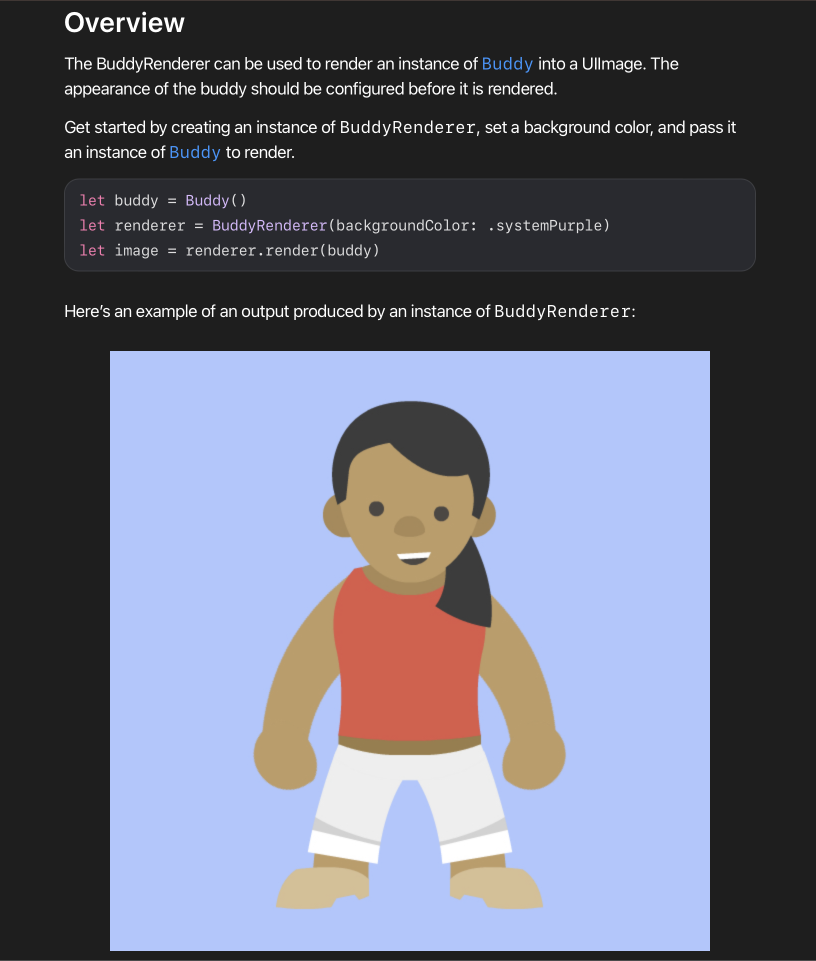 Overview
The BuddyRenderer can be used to render an instance of Buddy into a UIImage. The
appearance of the buddy should be configured before it is rendered.
Get started by creating an instance of BuddyRenderer, set a background color, and pass it
an instance of Buddy to render.
let buddy = Buddy()
let renderer = BuddyRenderer(backgroundColor: .systemPurple)
let image = renderer.render(buddy)
Here’s an example of an output produced by an instance of BuddyRenderer: